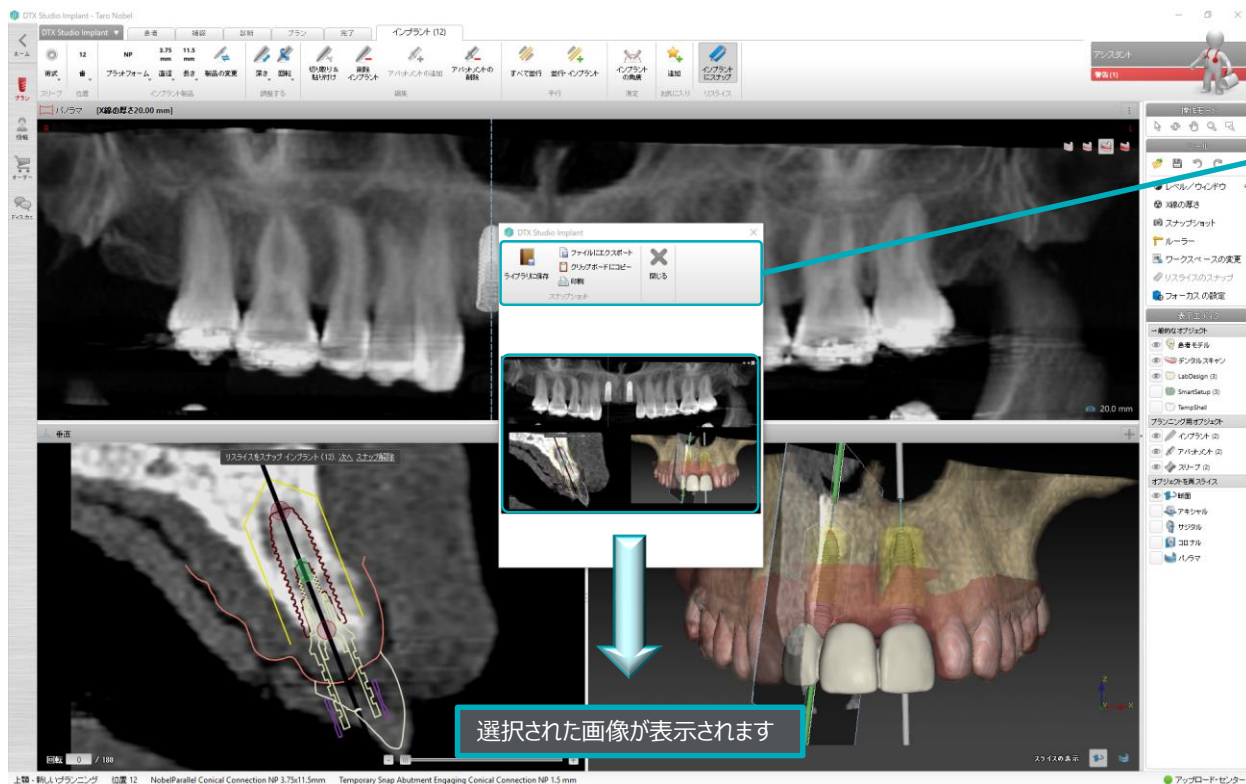 DTX Studio Implant - Taro Nobel
DTX Studio Implant ▼ 患者 補綴 診断 プラン 完了 インプラント (12)
ホーム
プラン
オーダー
12 NP 3.75 mm 11.5 mm
術式 歯 プラットフォーム 直径 長さ 製品の変更 深さ 回転 切り取り & 貼り付け 削除 インプラント アバットメントの追加 アバットメントの削除 すべて並行 並行-インプラント インプラントの角度 追加 インプラントにスナップ
スリーブ 位置 インプラント製品 調整する 編集 平行 測定 お気に入り リスライス
アシスタント
警告 (1)
パノラマ [X線の厚さ20.00 mm]
R
L
20.0 mm
DTX Studio Implant
ライブラリに保存
ファイルにエクスポート
クリップボードにコピー
印刷
閉じる
スナップショット
操作モード
ツール
レベル/ウィンドウ
X線の厚さ
スナップショット
ルーラー
ワークスペースの変更
リスライスのスナップ
フォーカス の設定
表示エディタ
一般的なオブジェクト
患者モデル
デンタル スキャン
LabDesign (3)
SmartSetup (3)
TempShell
プランニング用オブジェクト
インプラント (2)
アバットメント (2)
スリーブ (2)
オブジェクトを再スライス
断面
アキシャル
サジタル
コロナル
パノラマ
垂直
リスライスをスナップ インプラント (12) 次へ スナップ解除
選択された画像が表示されます
回転 0 / 180
スライスの表示
Z
X
上顎 - 新しいプランニング 位置 12 NobelParallel Conical Connection NP 3.75x11.5mm Temporary Snap Abutment Engaging Conical Connection NP 1.5 mm
アップロード・センター